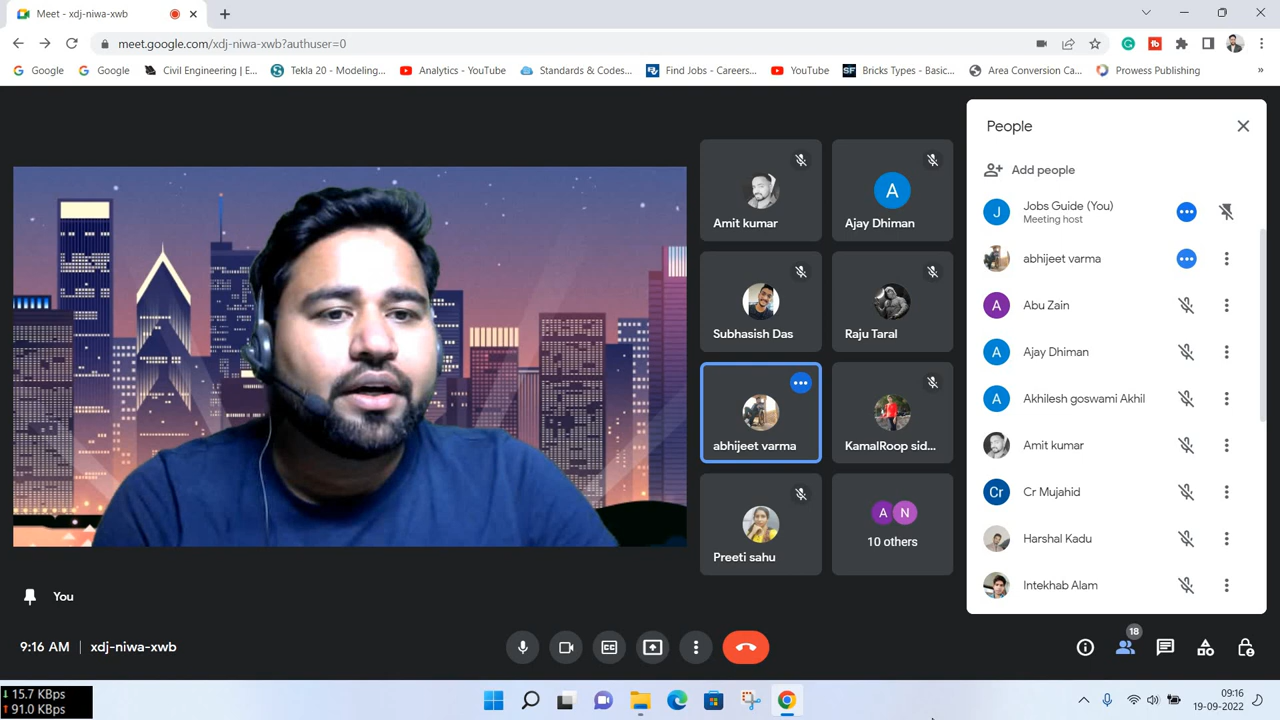 Meet - xdj-niwa-xwb
meet.google.com/xdj-niwa-xwb?authuser=0
Google
Google
Civil Engineering | E...
Tekla 20 - Modeling...
Analytics - YouTube
Standards & Codes...
Find Jobs - Careers...
YouTube
SF
Bricks Types - Basic...
Area Conversion Ca...
Prowess Publishing
»
Amit kumar
A
Ajay Dhiman
Subhasish Das
Raju Taral
abhijeet varma
KamalRoop sid...
Preeti sahu
A N
10 others
People
Add people
J
Jobs Guide (You)
Meeting host
abhijeet varma
A
Abu Zain
A
Ajay Dhiman
A
Akhilesh goswami Akhil
Amit kumar
Cr
Cr Mujahid
Harshal Kadu
Intekhab Alam
You
9:16 AM | xdj-niwa-xwb
CC
18
↓ 15.7 KBps
↑ 91.0 KBps
09:16
19-09-2022